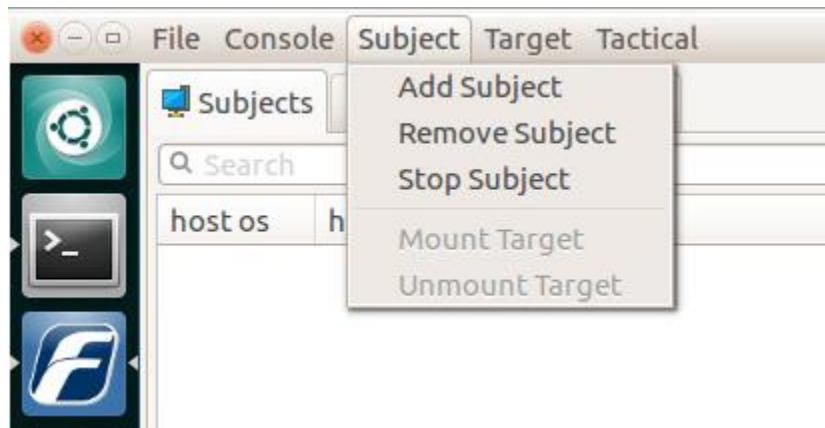 File Console Subject Target Tactical
Subjects
Add Subject
Search
Remove Subject
Stop Subject
host os h
Mount Target
Unmount Target
>_
F